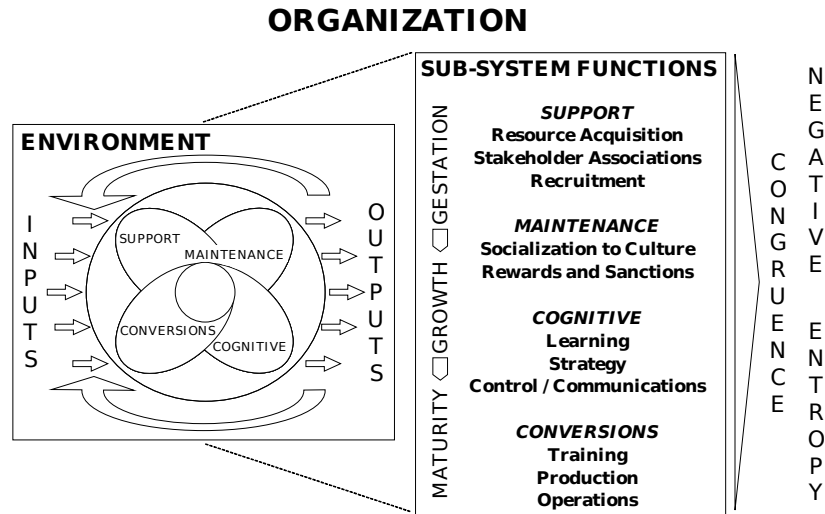 ORGANIZATION
ENVIRONMENT
INPUTS
SUPPORT
MAINTENANCE
CONVERSIONS
COGNITIVE
OUTPUTS
SUB-SYSTEM FUNCTIONS
GESTATION
GROWTH
MATURITY
SUPPORT
Resource Acquisition
Stakeholder Associations
Recruitment
MAINTENANCE
Socialization to Culture
Rewards and Sanctions
COGNITIVE
Learning
Strategy
Control / Communications
CONVERSIONS
Training
Production
Operations
CONGRUENCE
NEGATIVE ENTROPY